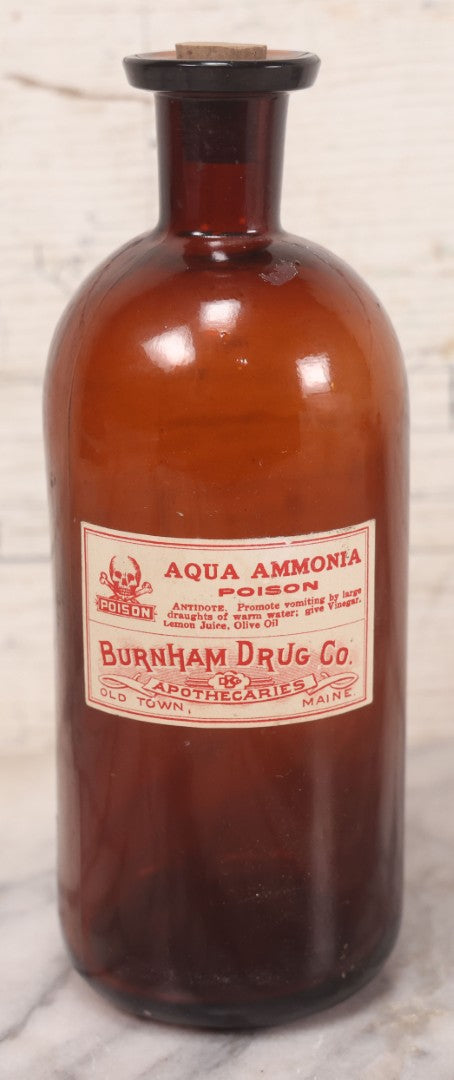 AQUA AMMONIA
POISON
POISON
ANTIDOTE. Promote vomiting by large
draughts of warm water; give Vinegar,
Lemon Juice, Olive Oil
BURNHAM DRUG CO.
APOTHECARIES
OLD TOWN, MAINE.